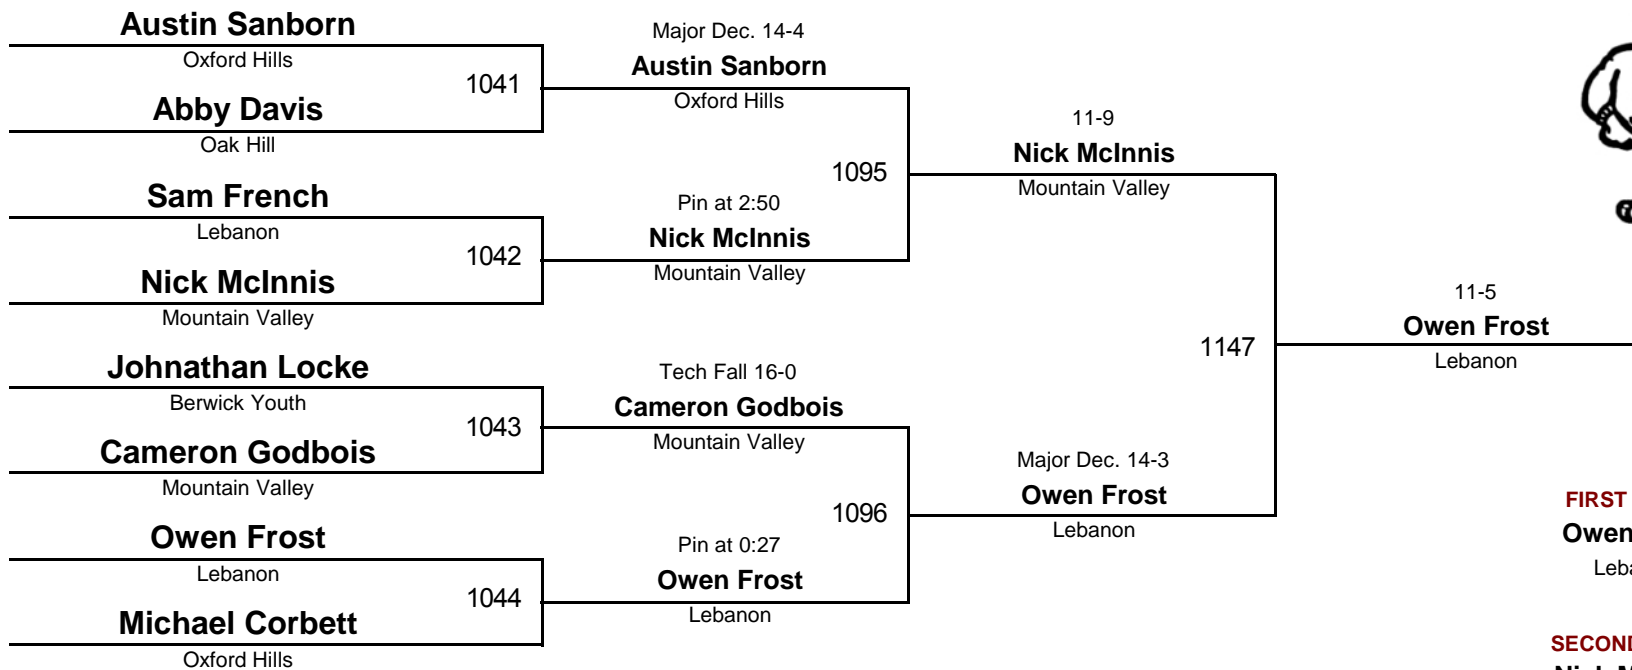 Austin Sanborn
Oxford Hills
1041
Abby Davis
Oak Hill
Sam French
Lebanon
1042
Nick McInnis
Mountain Valley
Johnathan Locke
Berwick Youth
1043
Cameron Godbois
Mountain Valley
Owen Frost
Lebanon
1044
Michael Corbett
Oxford Hills
Major Dec. 14-4
Austin Sanborn
Oxford Hills
1095
Pin at 2:50
Nick McInnis
Mountain Valley
Tech Fall 16-0
Cameron Godbois
Mountain Valley
1096
Pin at 0:27
Owen Frost
Lebanon
11-9
Nick McInnis
Mountain Valley
1147
Major Dec. 14-3
Owen Frost
Lebanon
11-5
Owen Frost
Lebanon
FIRST
Owen
Leba
SECOND